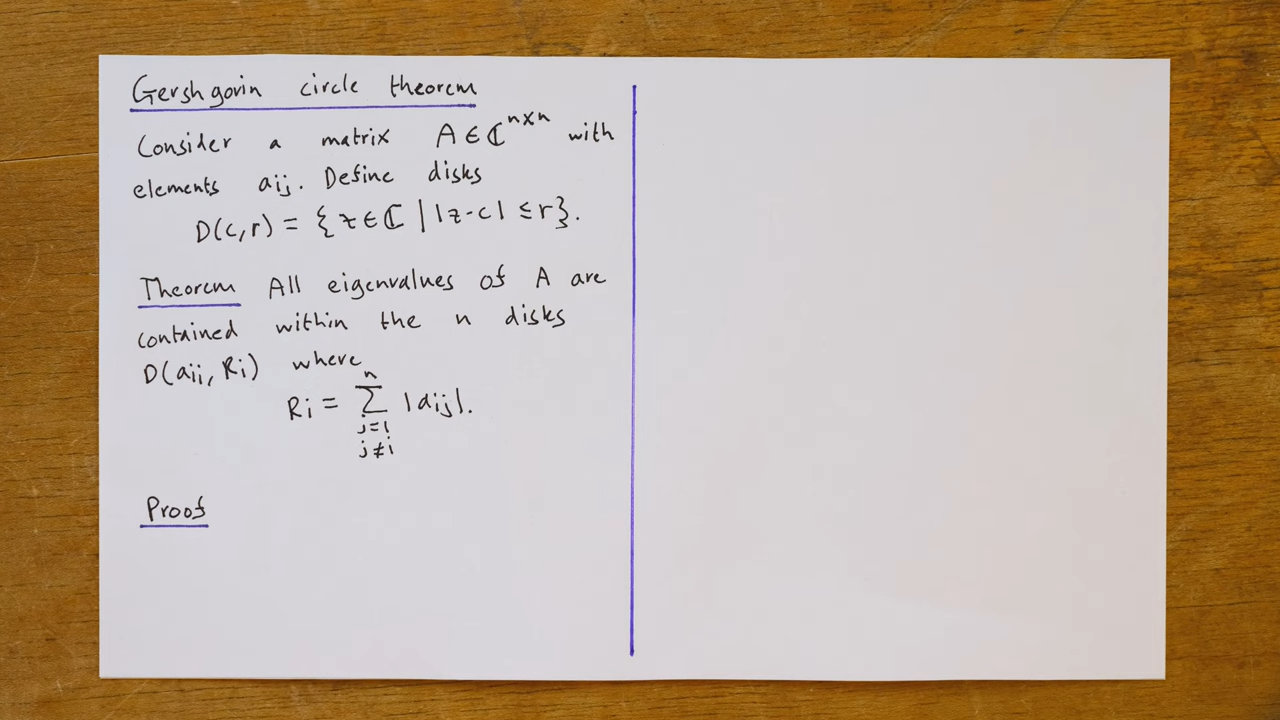 Gershgorin circle theorem
Consider a matrix A ∈ ℂ^{n×n} with
elements aij. Define disks
D(c,r) = {z ∈ ℂ | |z-c| ≤ r}.
Theorem All eigenvalues of A are
contained within the n disks
D(aii, Ri) where
Ri = \sum_{j=1, j≠i}^{n} |aij|.
Proof